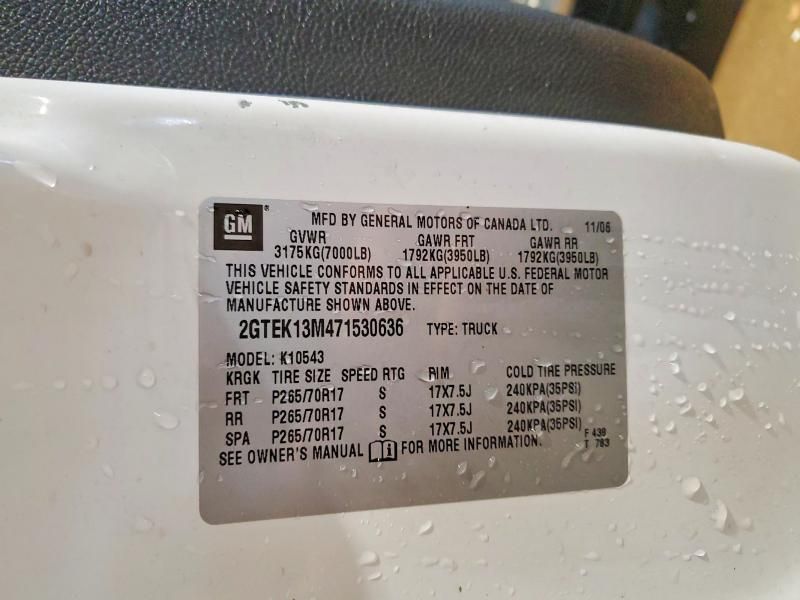 GM ® MFD BY GENERAL MOTORS OF CANADA LTD. 11/06
GVWR GAWR FRT GAWR RR
3175KG(7000LB) 1792KG(3950LB) 1792KG(3950LB)
THIS VEHICLE CONFORMS TO ALL APPLICABLE U.S. FEDERAL MOTOR
VEHICLE SAFETY STANDARDS IN EFFECT ON THE DATE OF
MANUFACTURE SHOWN ABOVE.
2GTEK13M471530636 TYPE: TRUCK
MODEL: K10543
KRGK TIRE SIZE SPEED RTG RIM COLD TIRE PRESSURE
FRT P265/70R17 S 17X7.5J 240KPA(35PSI)
RR P265/70R17 S 17X7.5J 240KPA(35PSI)
SPA P265/70R17 S 17X7.5J 240KPA(35PSI)
SEE OWNER'S MANUAL FOR MORE INFORMATION. F 439
T 783